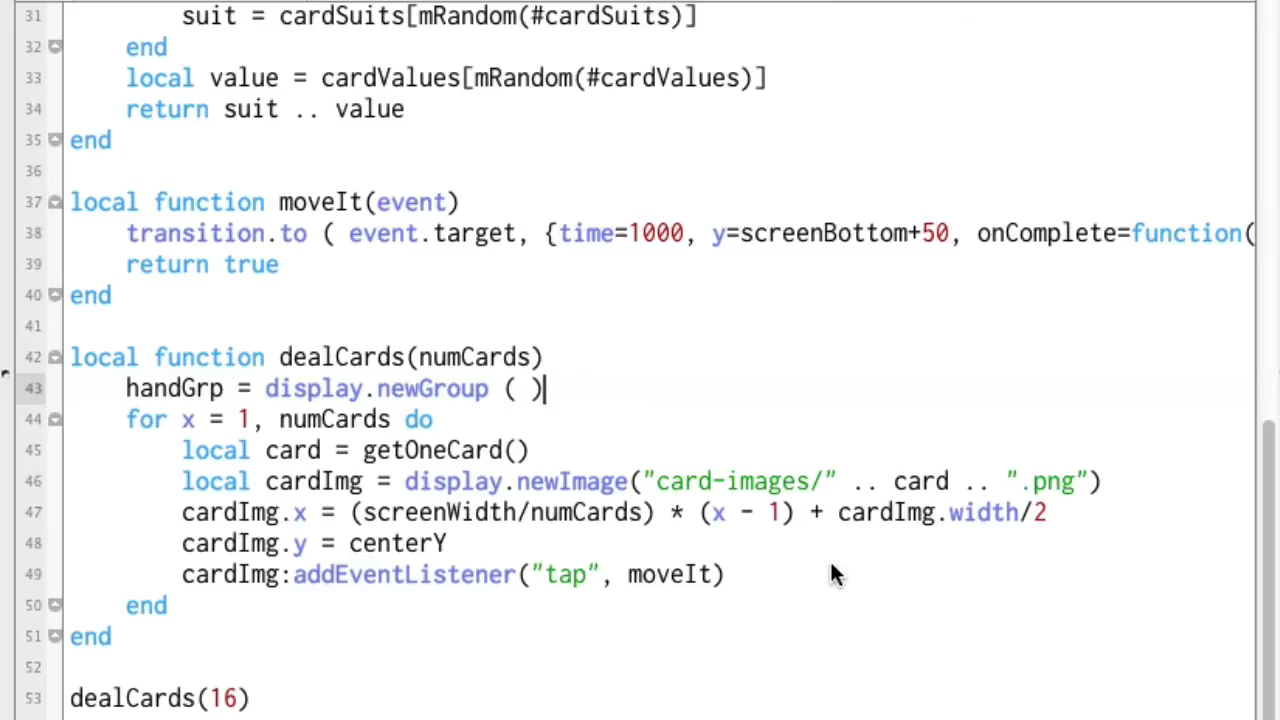 31 suit = cardSuits[mRandom(#cardSuits)]
32 end
33 local value = cardValues[mRandom(#cardValues)]
34 return suit .. value
35 end
36
37 local function moveIt(event)
38 transition.to ( event.target, {time=1000, y=screenBottom+50, onComplete=function(
39 return true
40 end
41
42 local function dealCards(numCards)
43 handGrp = display.newGroup ( )
44 for x = 1, numCards do
45 local card = getOneCard()
46 local cardImg = display.newImage("card-images/" .. card .. ".png")
47 cardImg.x = (screenWidth/numCards) * (x - 1) + cardImg.width/2
48 cardImg.y = centerY
49 cardImg:addEventListener("tap", moveIt)
50 end
51 end
52
53 dealCards(16)